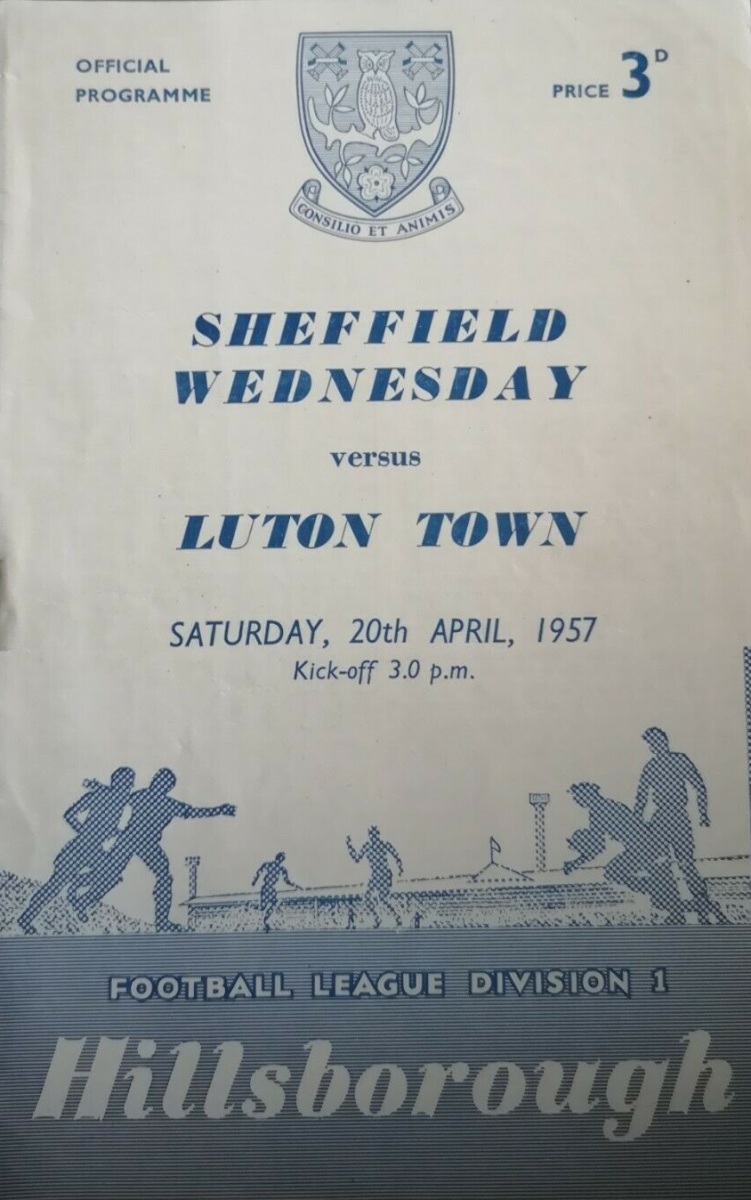 OFFICIAL
PROGRAMME
PRICE 3D
CONSILIO ET ANIMIS
SHEFFIELD
WEDNESDAY
versus
LUTON TOWN
SATURDAY, 20th APRIL, 1957
Kick-off 3.0 p.m.
FOOTBALL LEAGUE DIVISION 1
Hillsborough